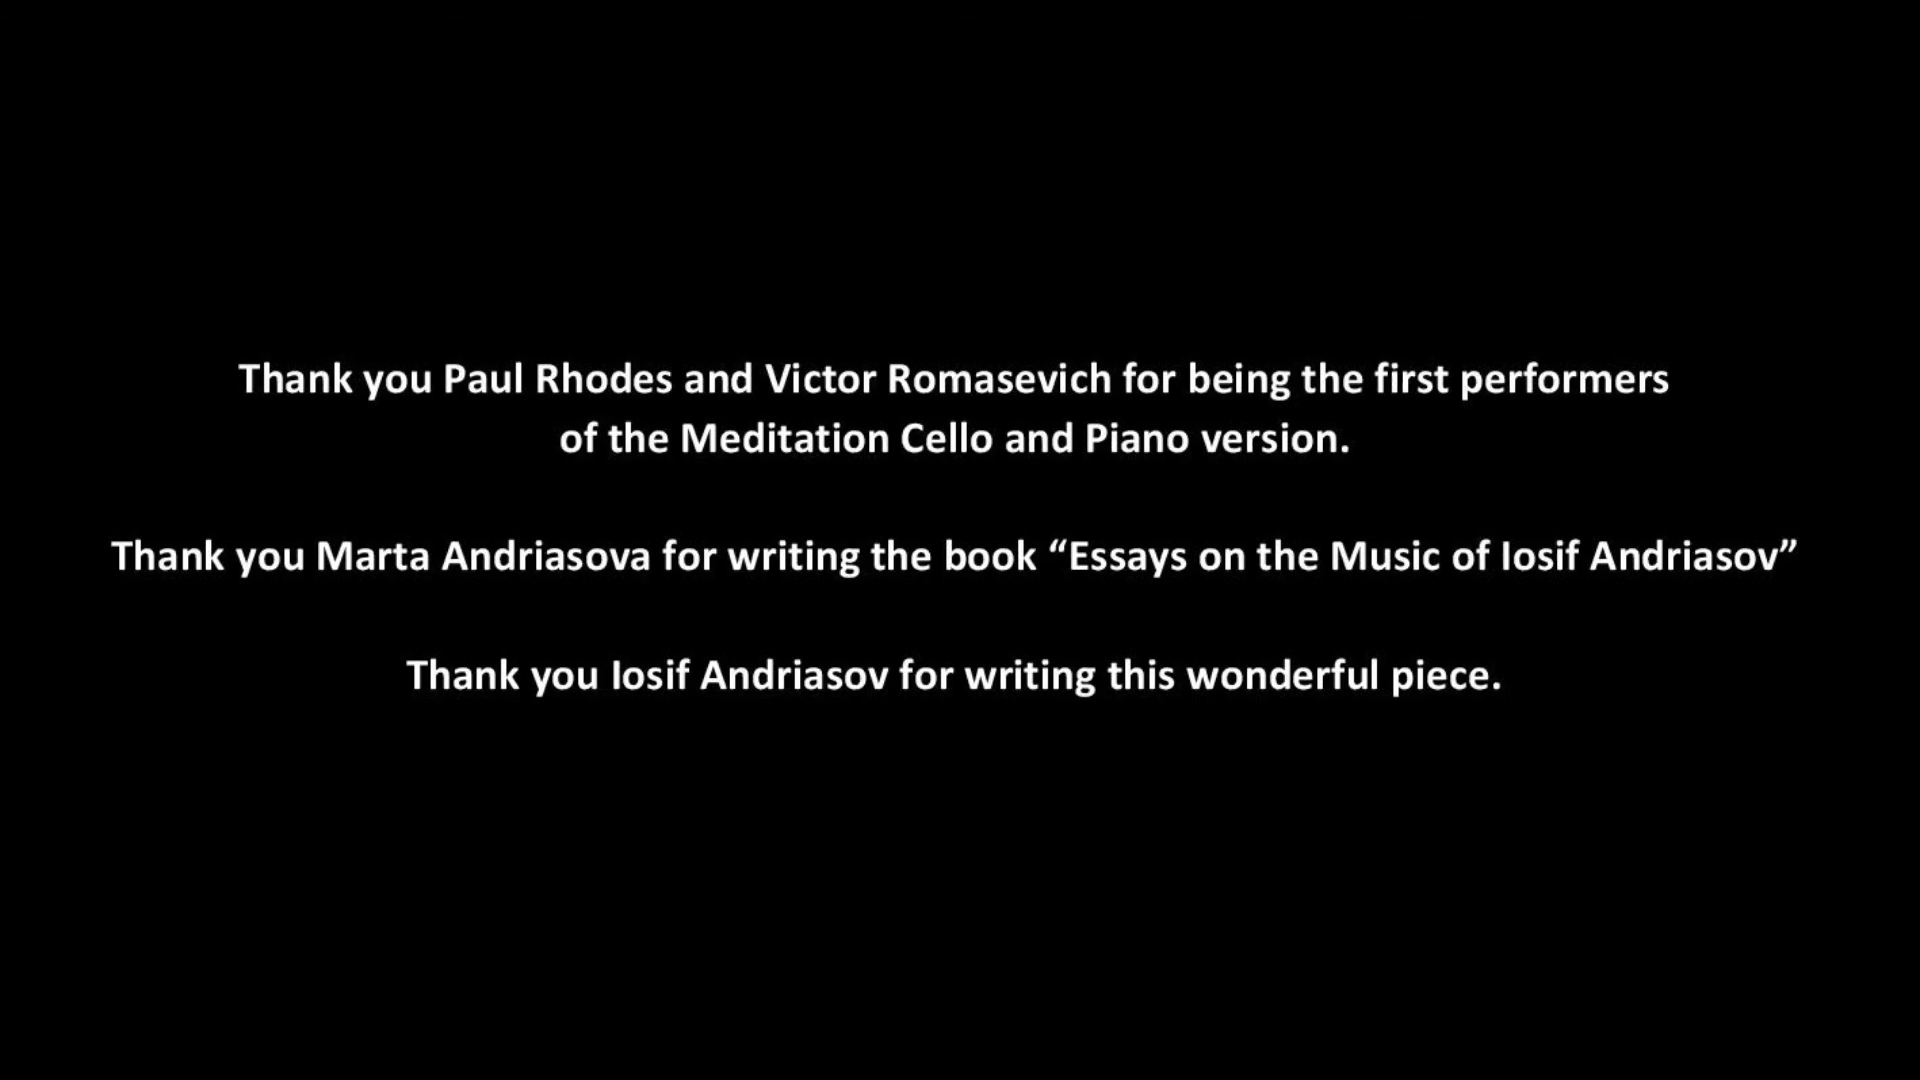 Thank you Paul Rhodes and Victor Romasevich for being the first performers
of the Meditation Cello and Piano version.
Thank you Marta Andriasova for writing the book “Essays on the Music of Iosif Andriasov”
Thank you Iosif Andriasov for writing this wonderful piece.